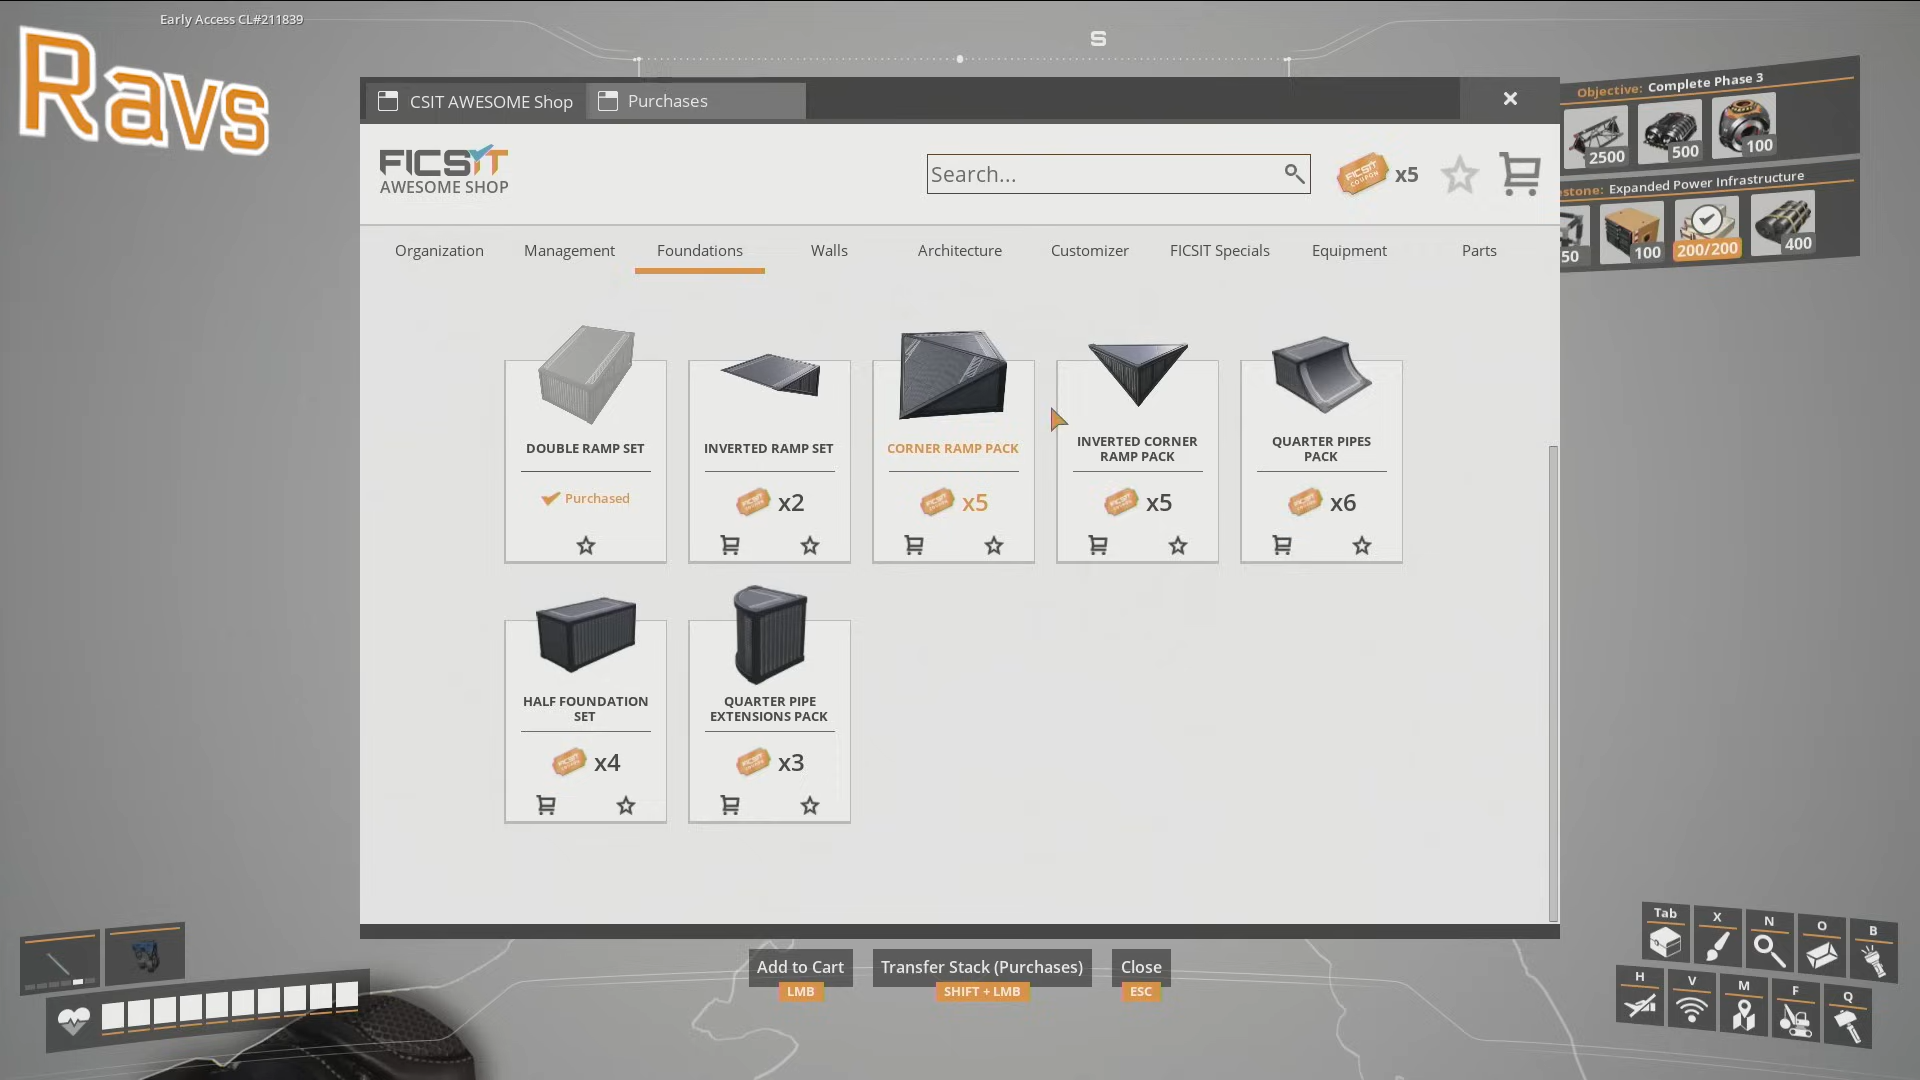 Early Access CL#211839
Ravs
S
CSIT AWESOME Shop
Purchases
Objective: Complete Phase 3
2500
500
100
estone: Expanded Power Infrastructure
50
100
200/200
400
FICSIT
AWESOME SHOP
Search...
FICSIT
COUPON
x5
Organization
Management
Foundations
Walls
Architecture
Customizer
FICSIT Specials
Equipment
Parts
DOUBLE RAMP SET
Purchased
INVERTED RAMP SET
x2
CORNER RAMP PACK
x5
INVERTED CORNER
RAMP PACK
x5
QUARTER PIPES
PACK
x6
HALF FOUNDATION
SET
x4
QUARTER PIPE
EXTENSIONS PACK
x3
Add to Cart
LMB
Transfer Stack (Purchases)
SHIFT + LMB
Close
ESC
Tab
X
N
O
B
H
V
M
F
Q